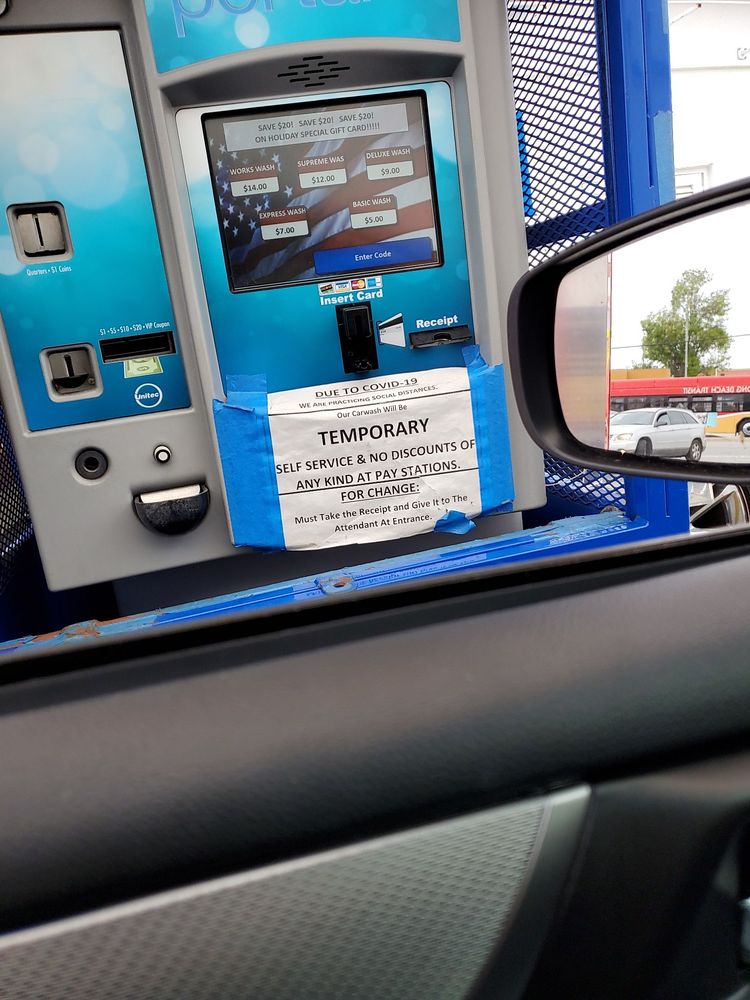 SAVE $20! SAVE $20! SAVE $20!
ON HOLIDAY SPECIAL GIFT CARD!!!!!
WORKS WASH
$14.00
SUPREME WAS
$12.00
DELUXE WASH
$9.00
EXPRESS WASH
$7.00
BASIC WASH
$5.00
Enter Code
Quarters • $1 Coins
$1 • $5 • $10 • $20 • VIP Coupon
Unitec
VISA
Insert Card
Receipt
DUE TO COVID-19
WE ARE PRACTICING SOCIAL DISTANCES.
Our Carwash Will Be
TEMPORARY
SELF SERVICE & NO DISCOUNTS OF
ANY KIND AT PAY STATIONS.
FOR CHANGE:
Must Take the Receipt and Give It to The
Attendant At Entrance.
LONG BEACH TRANSIT